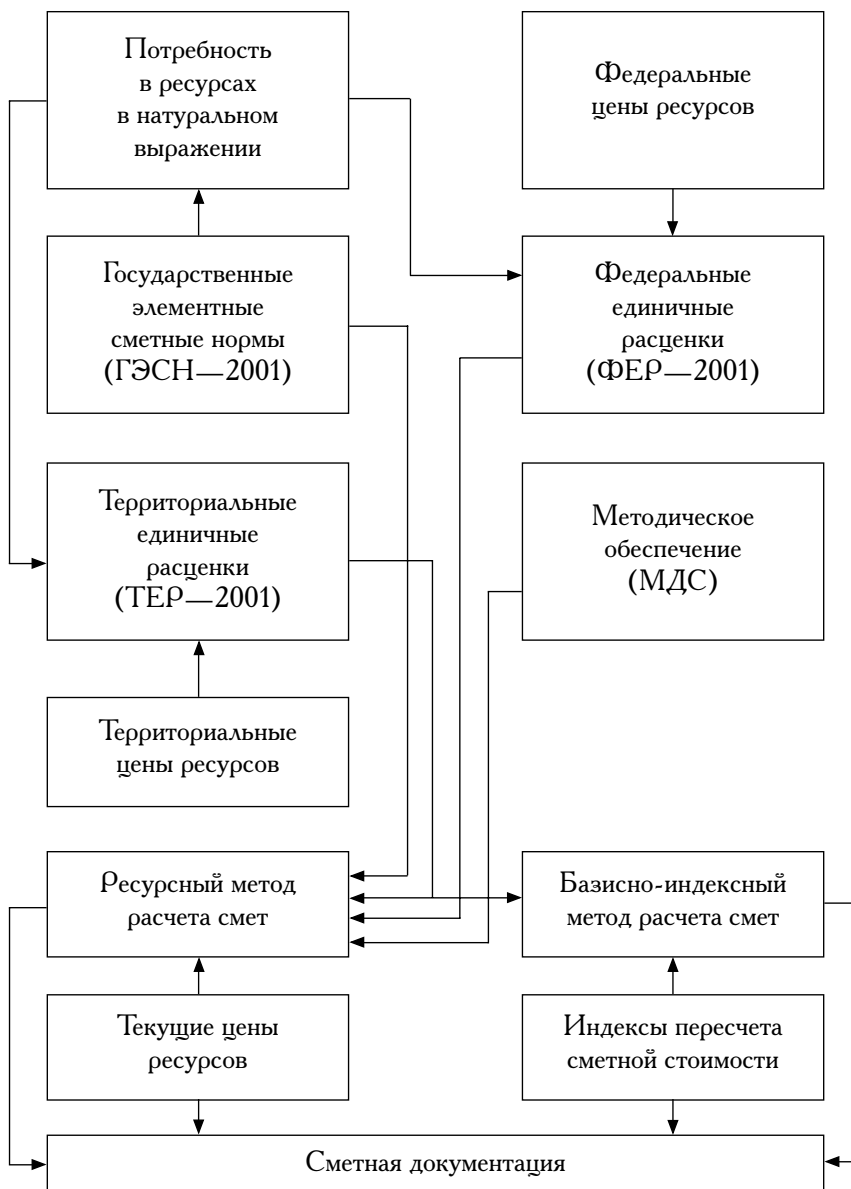 Потребность
в ресурсах
в натуральном
выражении
Федеральные
цены ресурсов
Государственные
элементные
сметные нормы
(ГЭСН—2001)
Федеральные
единичные
расценки
(ФЕР—2001)
Территориальные
единичные
расценки
(ТЕР—2001)
Методическое
обеспечение
(МДС)
Территориальные
цены ресурсов
Ресурсный метод
расчета смет
Базисно-индексный
метод расчета смет
Текущие цены
ресурсов
Индексы пересчета
сметной стоимости
Сметная документация